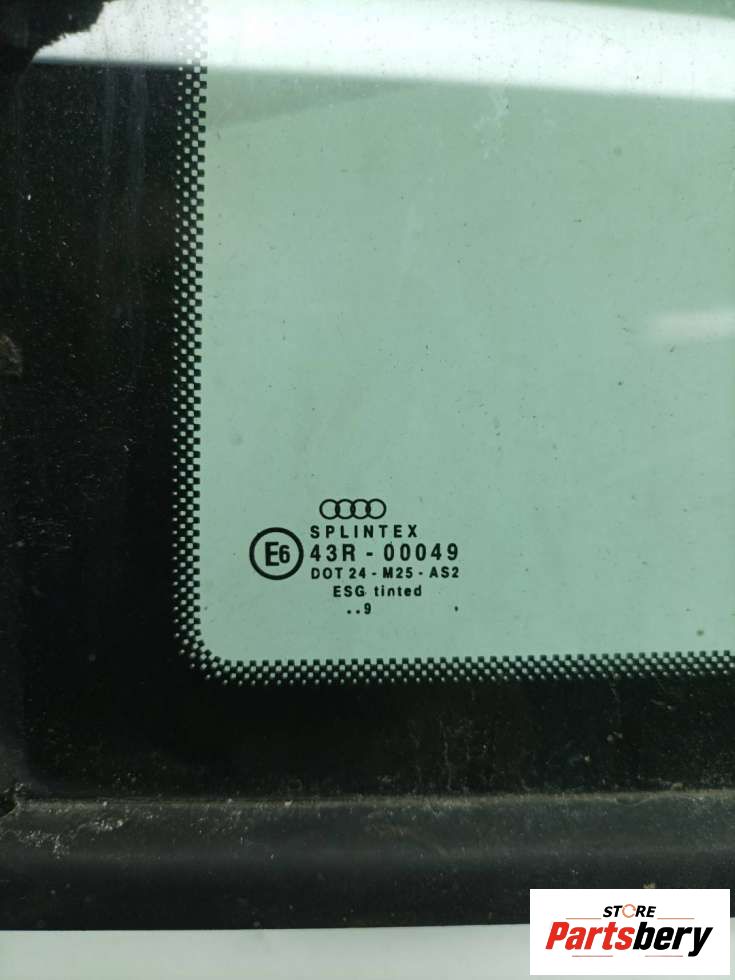 SPLINTEX
E6 43R - 00049
DOT 24 - M25 - AS2
ESG tinted
..9
STORE
Partsbery